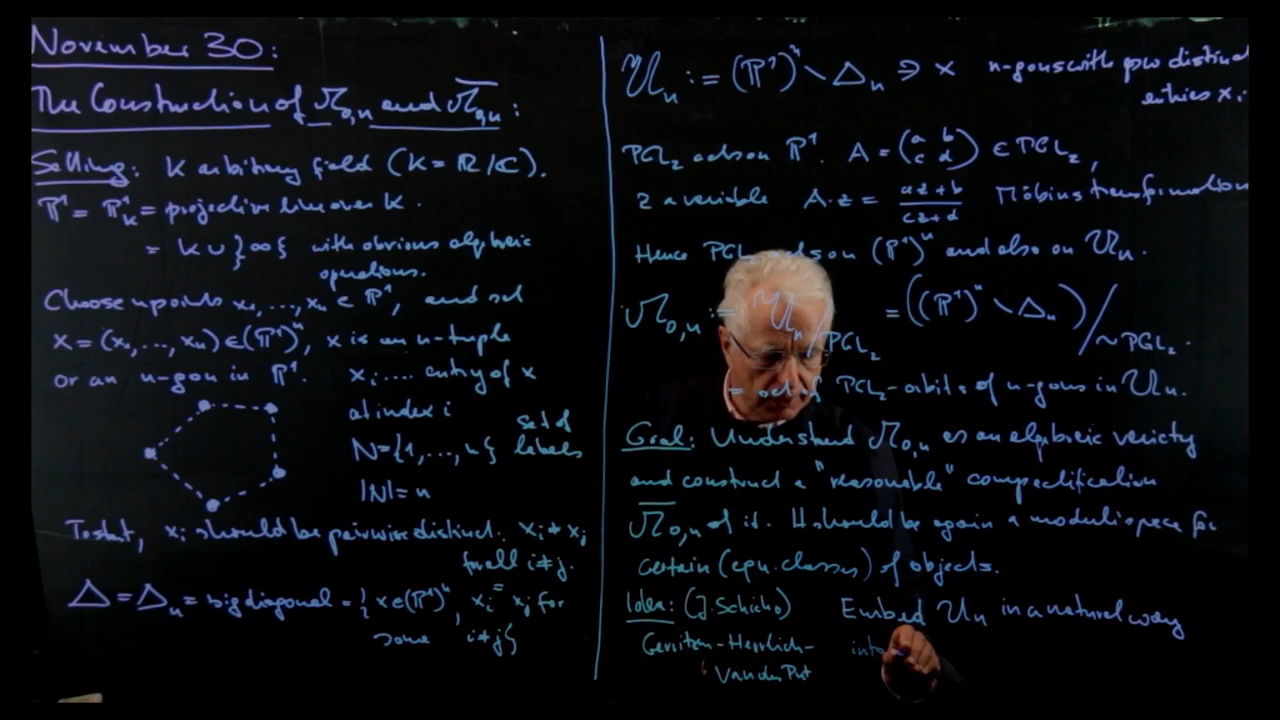 November 30:
The Construction of M₀,ₙ and M̅₀,ₙ:
Setting: K arbitrary field (K = ℝ/ℂ).
ℙ¹ = ℙ¹_K = projective line over K.
= K ∪ }∞{ with obvious algebraic
operations.
Choose n points x₁, ..., xₙ ∈ ℙ¹, and set
x = (x₁, ..., xₙ) ∈ (ℙ¹)ⁿ, x is an n-tuple
or an n-gon in ℙ¹. xᵢ .... entry of x
at index i
N = {1, ..., n} set of labels
|N| = n
To start, xᵢ should be pairwise distinct. xᵢ ≠ xⱼ
for all i ≠ j.
Δ = Δₙ = big diagonal = {x ∈ (ℙ¹)ⁿ, xᵢ = xⱼ for
some i ≠ j}
𝒰ₙ := (ℙ¹)ⁿ \ Δₙ ∋ x n-gons with pw distinct
entries xᵢ.
PGL₂ acts on ℙ¹. A = (a b
c d) ∈ PGL₂,
z a variable A·z = (az+b)/(cz+d) Möbius transformation
Hence PGL₂ acts on (ℙ¹)ⁿ and also on 𝒰ₙ.
M₀,ₙ := 𝒰ₙ/PGL₂ = ((ℙ¹)ⁿ \ Δₙ)/~PGL₂.
= of PGL₂-orbits of n-gons in 𝒰ₙ.
Goal: Understand M₀,ₙ as an algebraic variety
and construct a "reasonable" compactification
M̅₀,ₙ of it. It should be again a moduli space for
certain (equ. classes) of objects.
Idea: (J. Schicho) Embed 𝒰ₙ in a natural way
Gerritzen-Herrlich- into
Van der Put